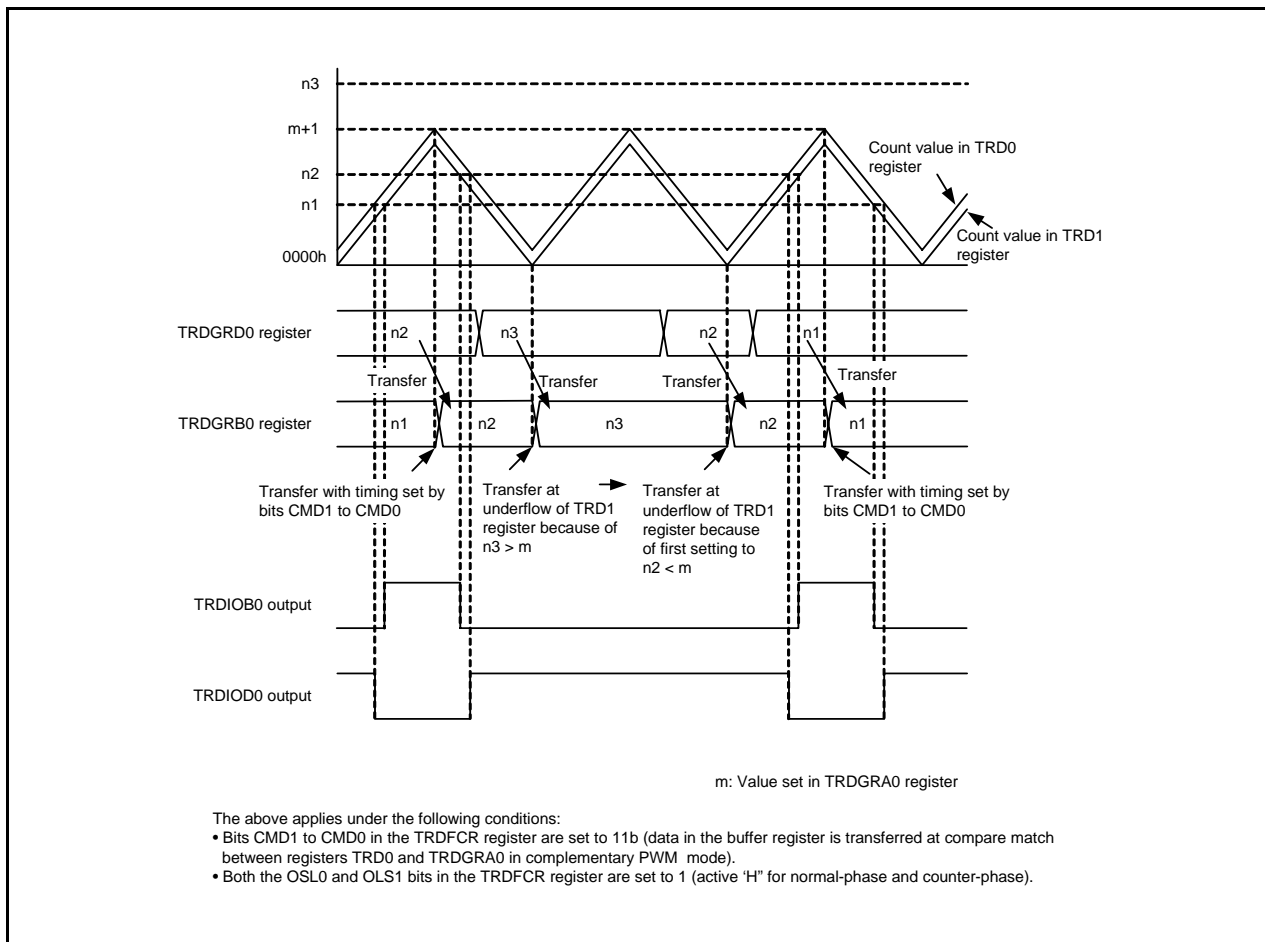 n3
m+1
n2
n1
0000h
Count value in TRD0
register
Count value in TRD1
register
TRDGRD0 register
n2
n3
n2
n1
Transfer
Transfer
Transfer
Transfer
TRDGRB0 register
n1
n2
n3
n2
n1
Transfer with timing set by
bits CMD1 to CMD0
Transfer at
underflow of TRD1
register because of
n3 > m
Transfer at
underflow of TRD1
register because
of first setting to
n2 < m
Transfer with timing set by
bits CMD1 to CMD0
TRDIOB0 output
TRDIOD0 output
m: Value set in TRDGRA0 register
The above applies under the following conditions:
• Bits CMD1 to CMD0 in the TRDFCR register are set to 11b (data in the buffer register is transferred at compare match
between registers TRD0 and TRDGRA0 in complementary PWM mode).
• Both the OSL0 and OLS1 bits in the TRDFCR register are set to 1 (active ‘H” for normal-phase and counter-phase).